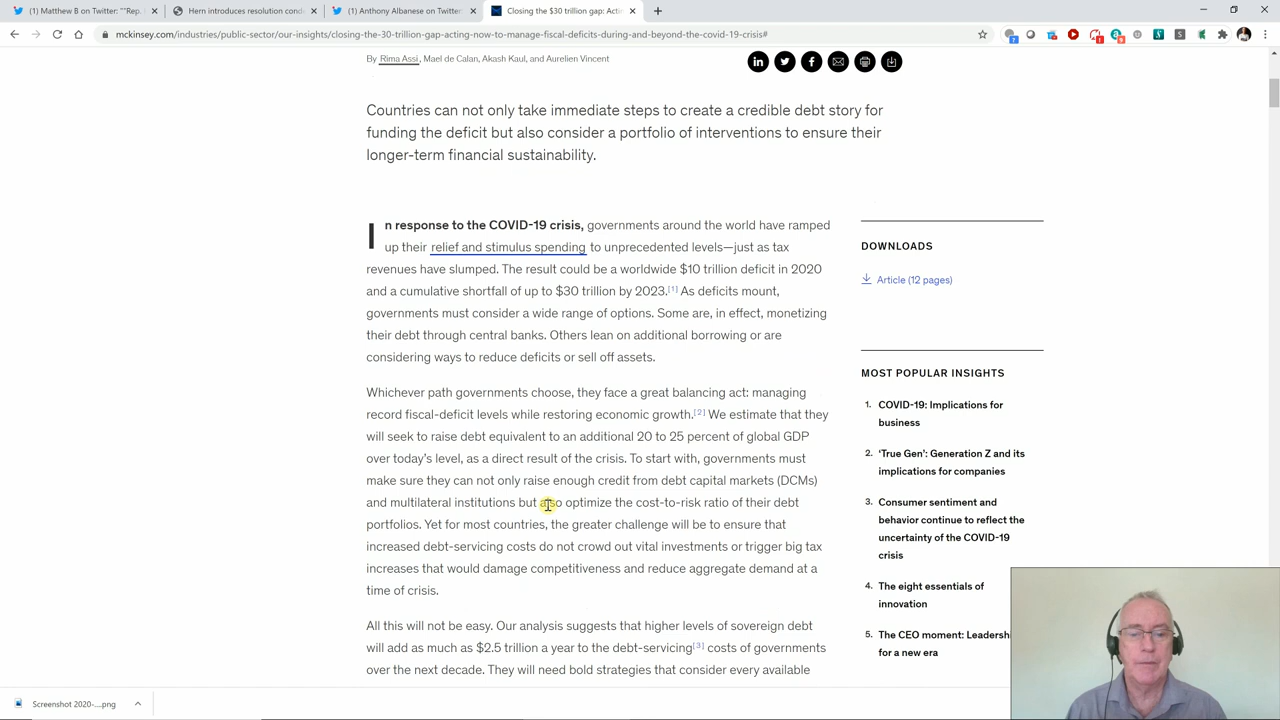 (1) Matthew B on Twitter: ""Rep.
Hern introduces resolution cond
(1) Anthony Albanese on Twitter:
Closing the $30 trillion gap: Actin
mckinsey.com/industries/public-sector/our-insights/closing-the-30-trillion-gap-acting-now-to-manage-fiscal-deficits-during-and-beyond-the-covid-19-crisis#
By Rima Assi, Mael de Calan, Akash Kaul, and Aurelien Vincent
Countries can not only take immediate steps to create a credible debt story for
funding the deficit but also consider a portfolio of interventions to ensure their
longer-term financial sustainability.
In response to the COVID-19 crisis, governments around the world have ramped
up their relief and stimulus spending to unprecedented levels—just as tax
revenues have slumped. The result could be a worldwide $10 trillion deficit in 2020
and a cumulative shortfall of up to $30 trillion by 2023.[1] As deficits mount,
governments must consider a wide range of options. Some are, in effect, monetizing
their debt through central banks. Others lean on additional borrowing or are
considering ways to reduce deficits or sell off assets.
Whichever path governments choose, they face a great balancing act: managing
record fiscal-deficit levels while restoring economic growth.[2] We estimate that they
will seek to raise debt equivalent to an additional 20 to 25 percent of global GDP
over today's level, as a direct result of the crisis. To start with, governments must
make sure they can not only raise enough credit from debt capital markets (DCMs)
and multilateral institutions but also optimize the cost-to-risk ratio of their debt
portfolios. Yet for most countries, the greater challenge will be to ensure that
increased debt-servicing costs do not crowd out vital investments or trigger big tax
increases that would damage competitiveness and reduce aggregate demand at a
time of crisis.
All this will not be easy. Our analysis suggests that higher levels of sovereign debt
will add as much as $2.5 trillion a year to the debt-servicing[3] costs of governments
over the next decade. They will need bold strategies that consider every available
DOWNLOADS
Article (12 pages)
MOST POPULAR INSIGHTS
1. COVID-19: Implications for
business
2. 'True Gen': Generation Z and its
implications for companies
3. Consumer sentiment and
behavior continue to reflect the
uncertainty of the COVID-19
crisis
4. The eight essentials of
innovation
5. The CEO moment: Leadersh
for a new era
Screenshot 2020-....png